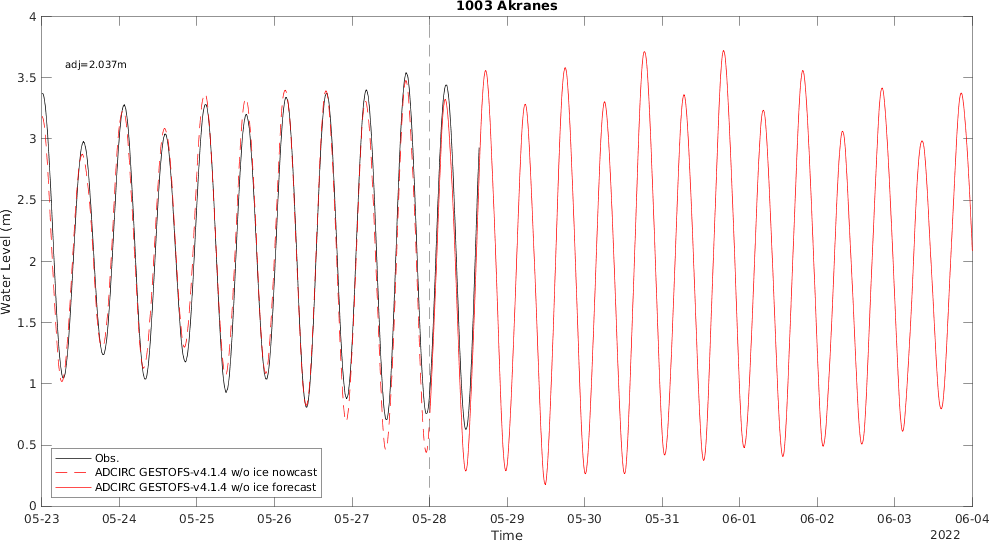 1003 Akranes
4
3.5
3
2.5
2
1.5
1
0.5
0
Water Level (m)
adj=2.037m
Obs.
ADCIRC GESTOFS-v4.1.4 w/o ice nowcast
ADCIRC GESTOFS-v4.1.4 w/o ice forecast
05-23 05-24 05-25 05-26 05-27 05-28 05-29 05-30 05-31 06-01 06-02 06-03 06-04
Time
2022